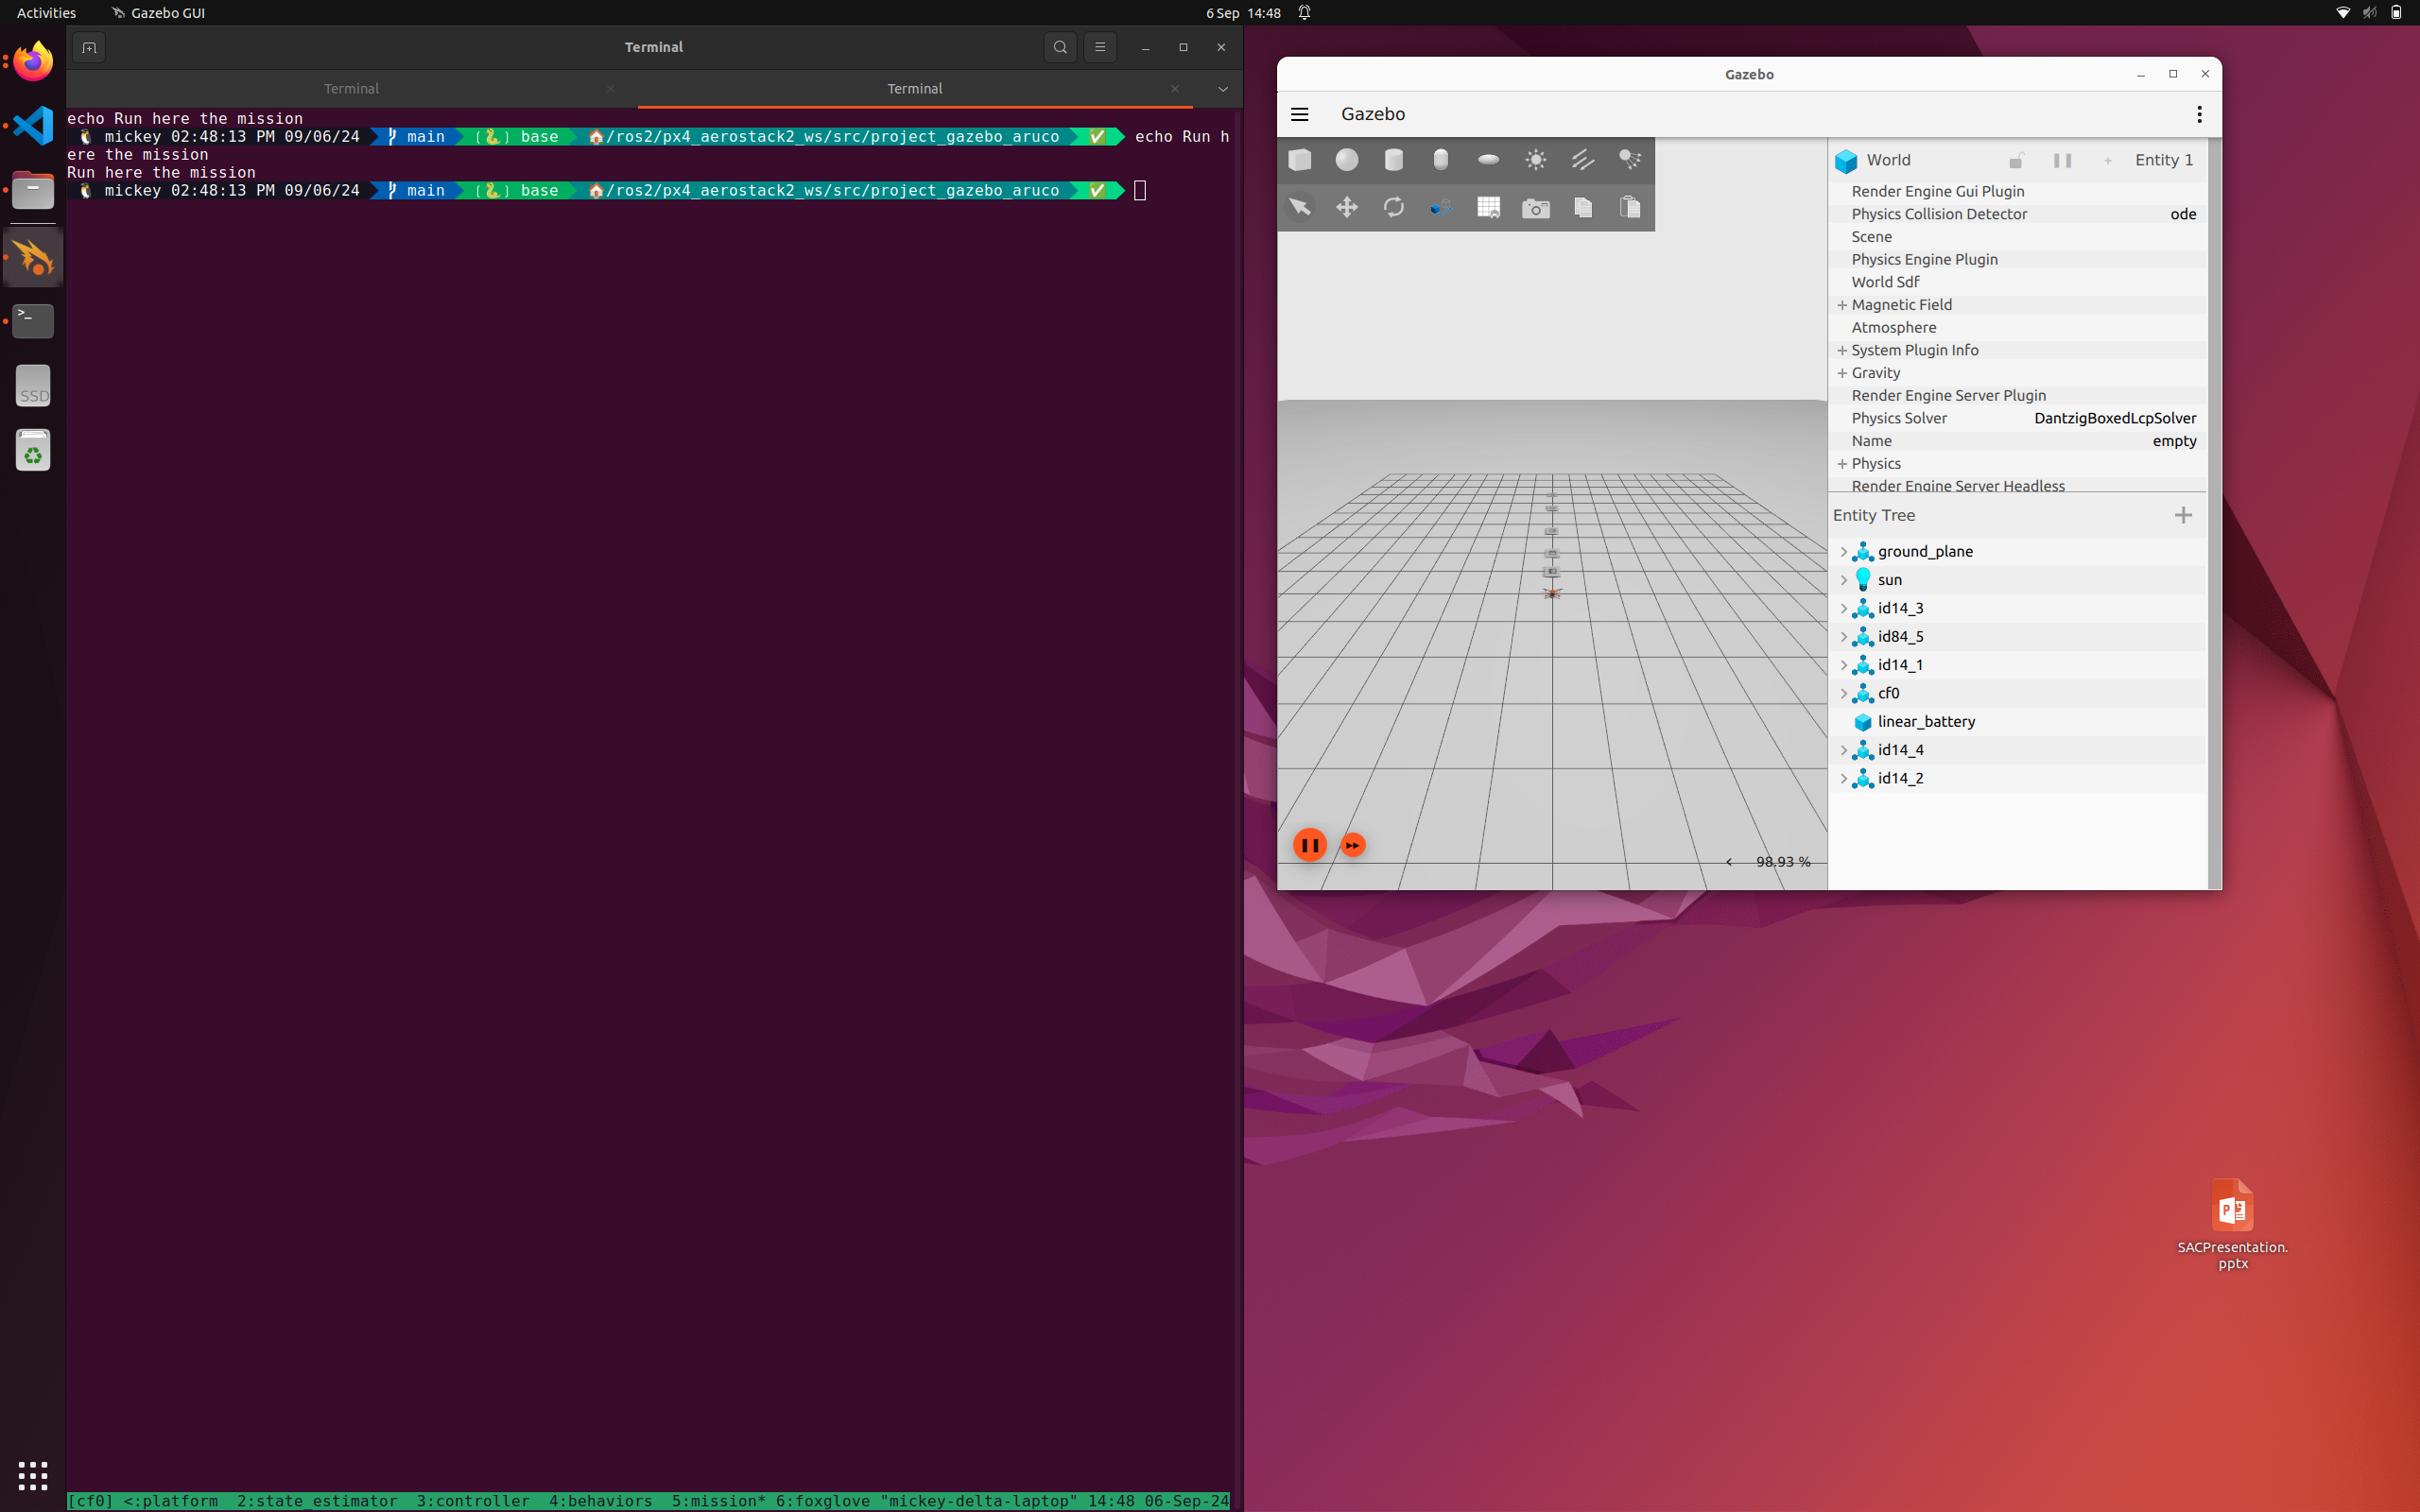 Activities
Gazebo GUI
6 Sep 14:48
Terminal
Terminal
Terminal
echo Run here the mission
mickey 02:48:13 PM 09/06/24 main base /ros2/px4_aerostack2_ws/src/project_gazebo_aruco echo Run h
ere the mission
Run here the mission
mickey 02:48:13 PM 09/06/24 main base /ros2/px4_aerostack2_ws/src/project_gazebo_aruco
SSD
[cf0] <:platform 2:state_estimator 3:controller 4:behaviors 5:mission* 6:foxglove "mickey-delta-laptop" 14:48 06-Sep-24
Gazebo
Gazebo
World
Entity 1
Render Engine Gui Plugin
Physics Collision Detector ode
Scene
Physics Engine Plugin
World Sdf
+ Magnetic Field
Atmosphere
+ System Plugin Info
+ Gravity
Render Engine Server Plugin
Physics Solver DantzigBoxedLcpSolver
Name empty
+ Physics
Render Engine Server Headless
Entity Tree
ground_plane
sun
id14_3
id84_5
id14_1
cf0
linear_battery
id14_4
id14_2
98.93 %
SACPresentation.
pptx